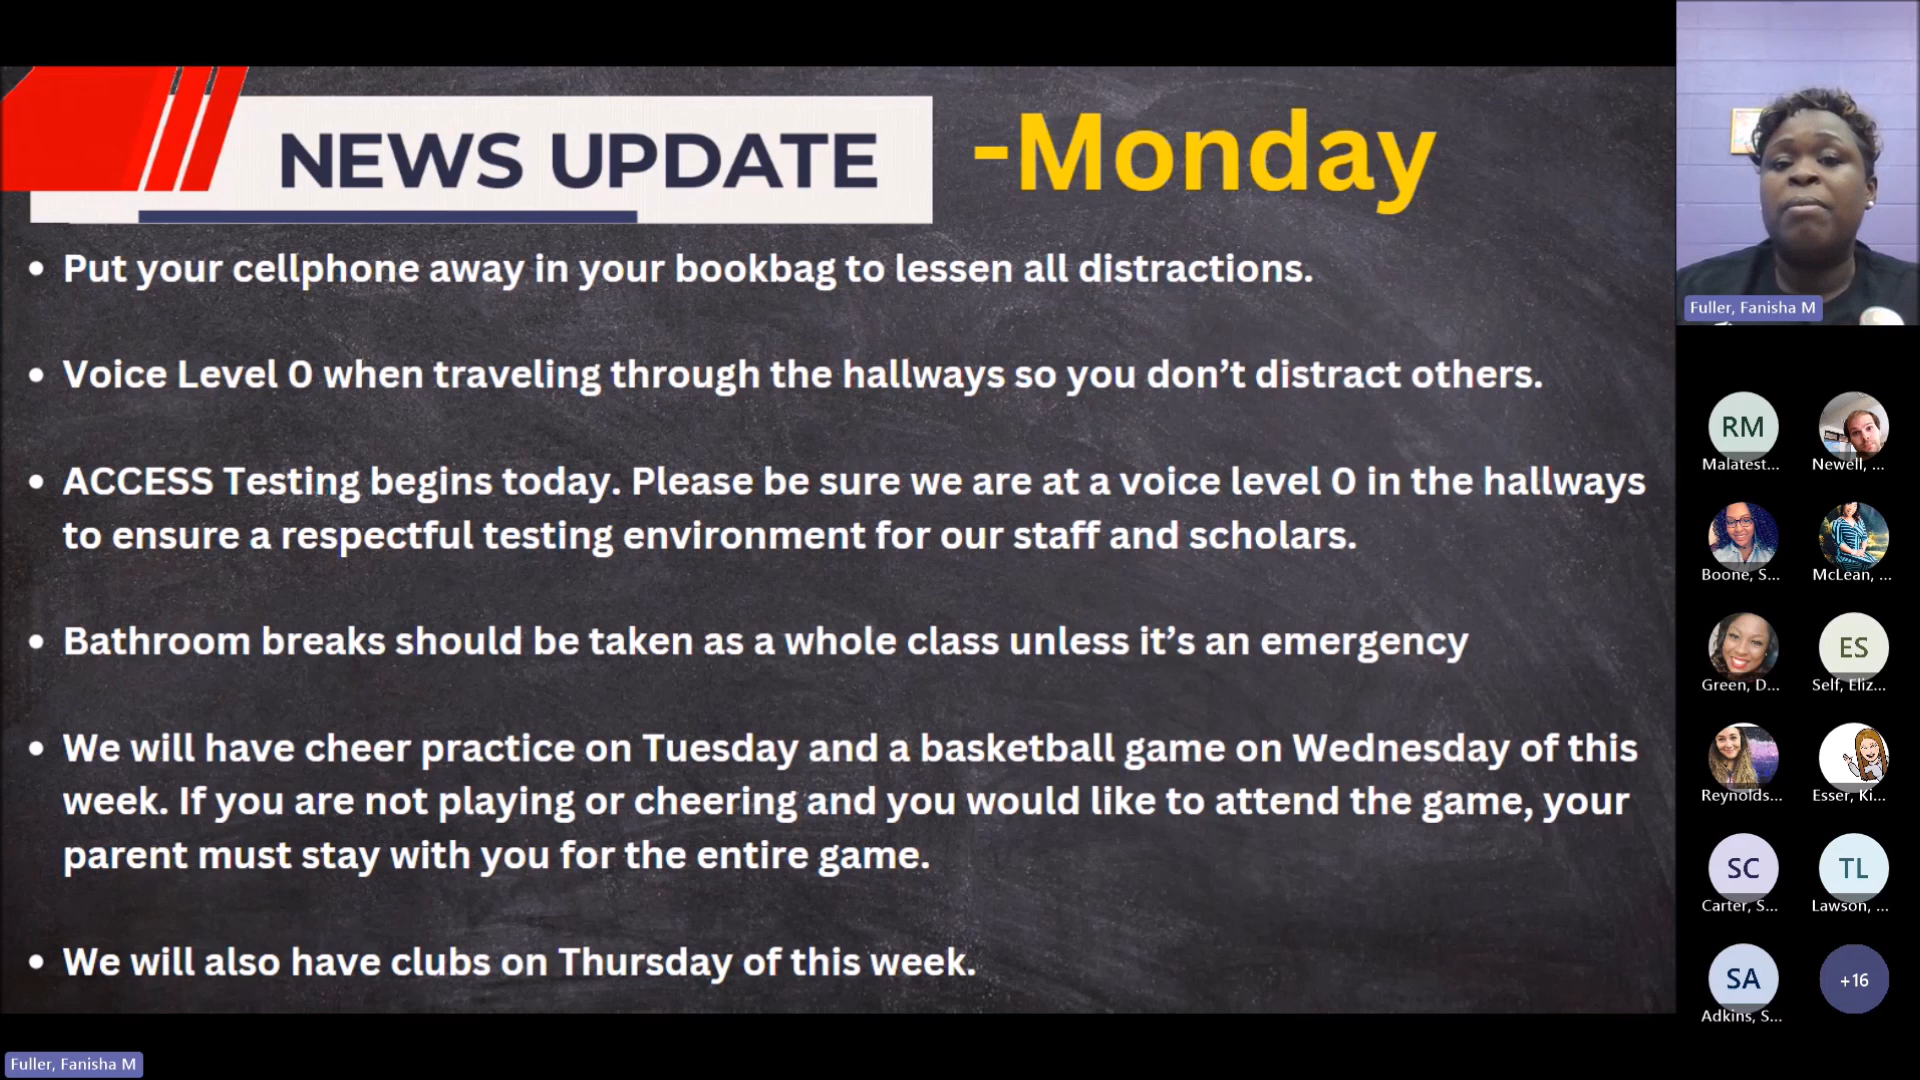 NEWS UPDATE -Monday
• Put your cellphone away in your bookbag to lessen all distractions.
• Voice Level 0 when traveling through the hallways so you don't distract others.
• ACCESS Testing begins today. Please be sure we are at a voice level 0 in the hallways
to ensure a respectful testing environment for our staff and scholars.
• Bathroom breaks should be taken as a whole class unless it's an emergency
• We will have cheer practice on Tuesday and a basketball game on Wednesday of this
week. If you are not playing or cheering and you would like to attend the game, your
parent must stay with you for the entire game.
• We will also have clubs on Thursday of this week.
Fuller, Fanisha M
Fuller, Fanisha M
RM
Malatest... Newell, ...
Boone, S... McLean, ...
ES
Green, D... Self, Eliz...
Reynolds... Esser, Ki...
SC TL
Carter, S... Lawson, ...
SA +16
Adkins, S...